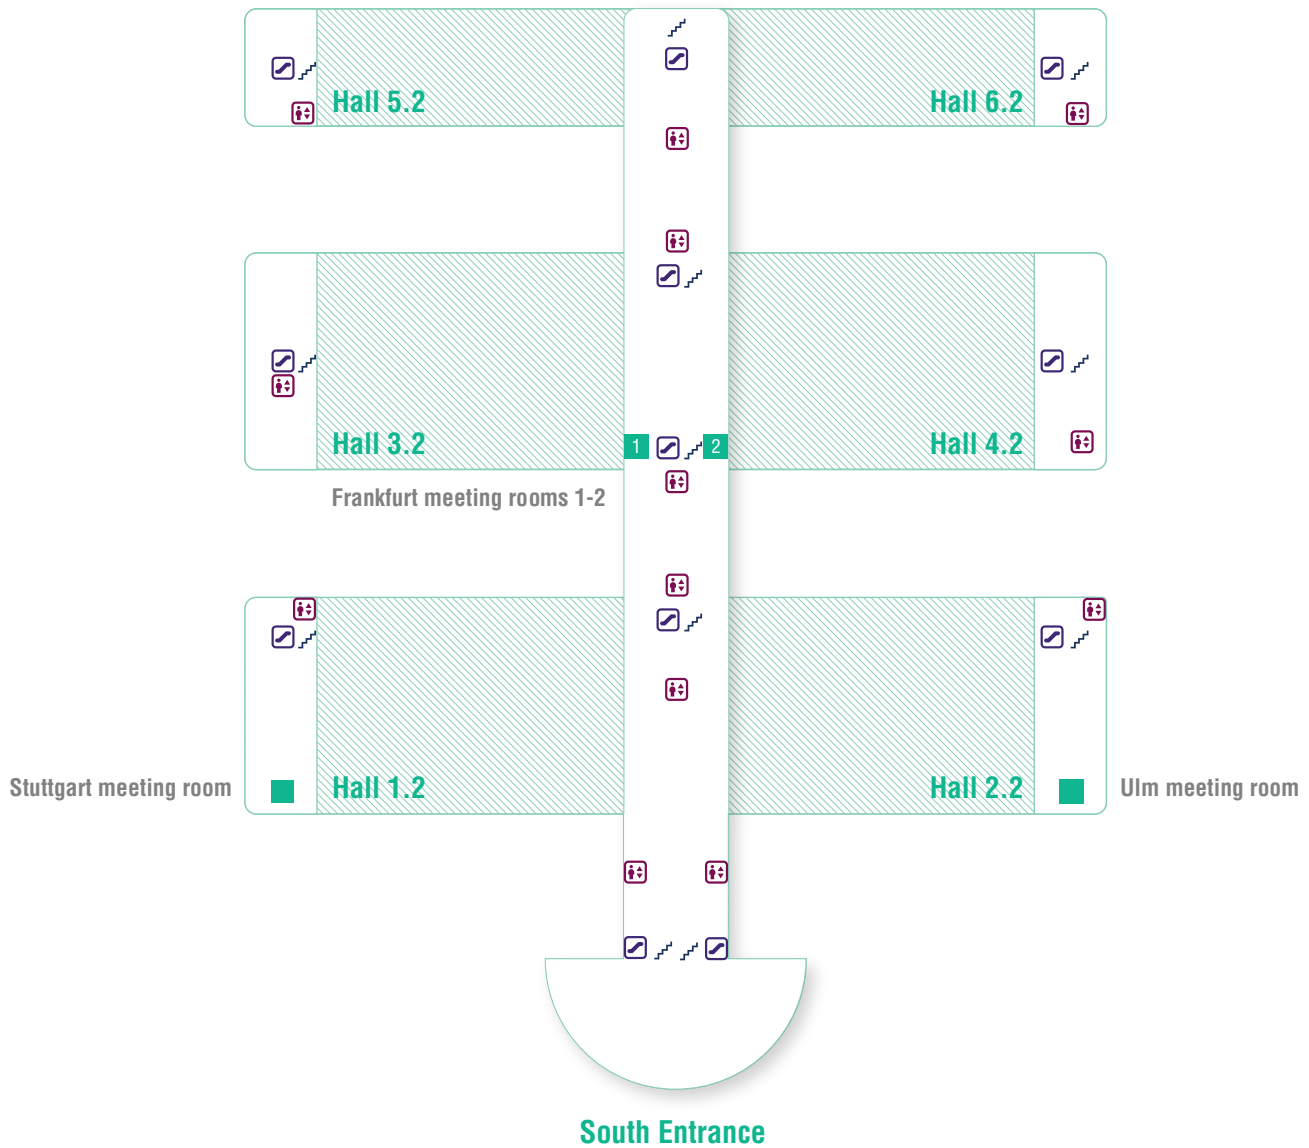 Hall 5.2
Hall 6.2
Hall 3.2
1
2
Hall 4.2
Frankfurt meeting rooms 1-2
Stuttgart meeting room
Hall 1.2
Hall 2.2
Ulm meeting room
South Entrance